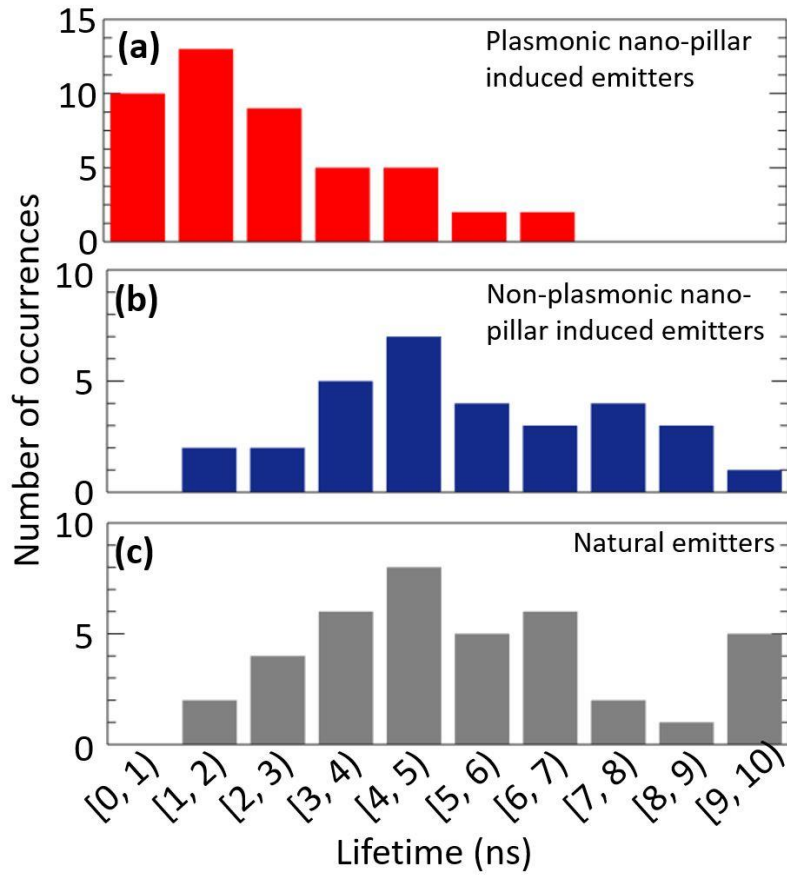 Number of occurrences
15
10
5
0
(a)
Plasmonic nano-pillar
induced emitters
10
5
0
(b)
Non-plasmonic nano-
pillar induced emitters
10
5
0
(c)
Natural emitters
[0, 1)
[1, 2)
[2, 3)
[3, 4)
[4, 5)
[5, 6)
[6, 7)
[7, 8)
[8, 9)
[9, 10)
Lifetime (ns)